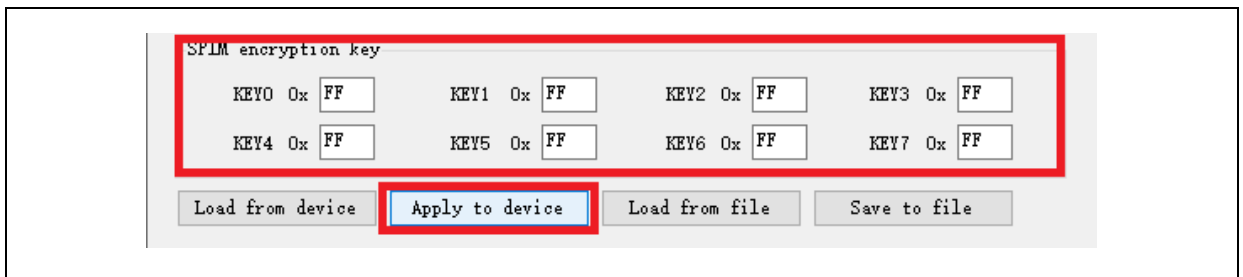 SPIM encryption key
KEY0 0x FF KEY1 0x FF KEY2 0x FF KEY3 0x FF
KEY4 0x FF KEY5 0x FF KEY6 0x FF KEY7 0x FF
Load from device Apply to device Load from file Save to file